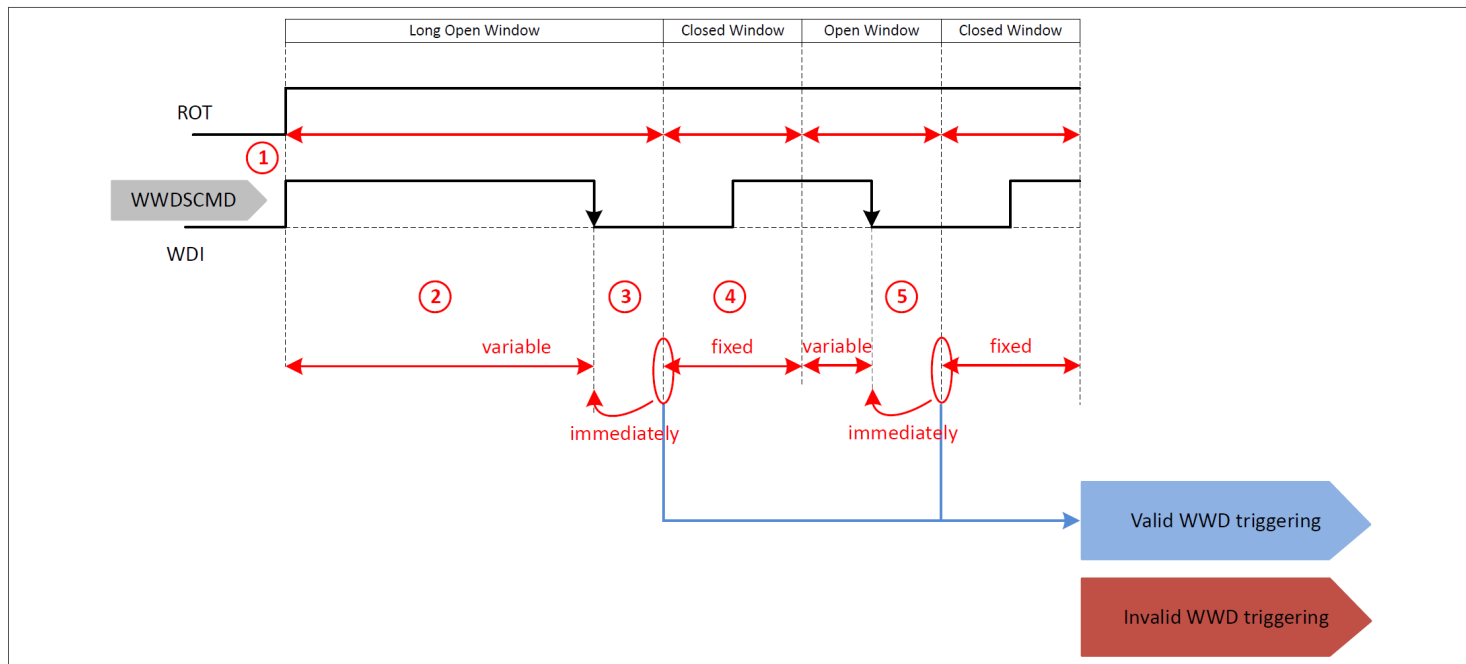 Long Open Window
Closed Window
Open Window
Closed Window
ROT
1
WWDSCMD
WDI
2
3
4
5
variable
fixed
variable
fixed
immediately
immediately
Valid WWD triggering
Invalid WWD triggering